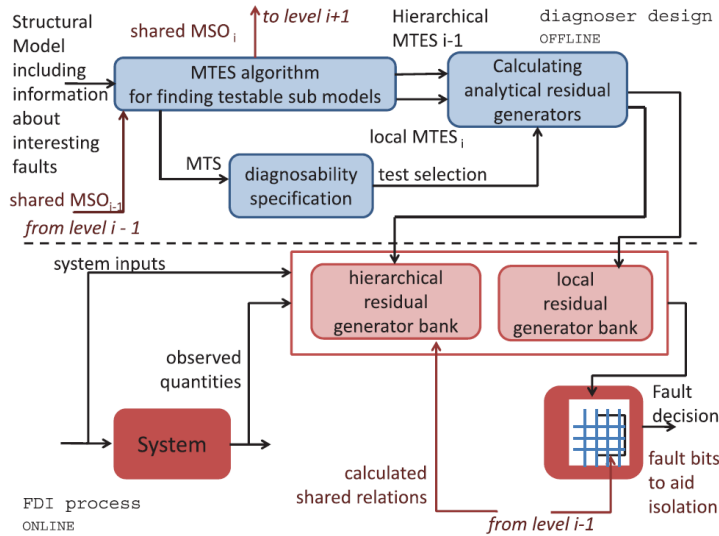 Structural
Model
including
information
about
interesting
faults
shared MSO i
to level i+1
Hierarchical
MTES i-1
diagnoser design
OFFLINE
MTES algorithm
for finding testable sub models
Calculating
analytical residual
generators
local MTES i
MTS
diagnosability
specification
test selection
shared MSOi-1
from level i - 1
system inputs
hierarchical
residual
generator bank
local
residual
generator bank
observed
quantities
System
Fault
decision
calculated
shared relations
fault bits
to aid
isolation
from level i-1
FDI process
ONLINE